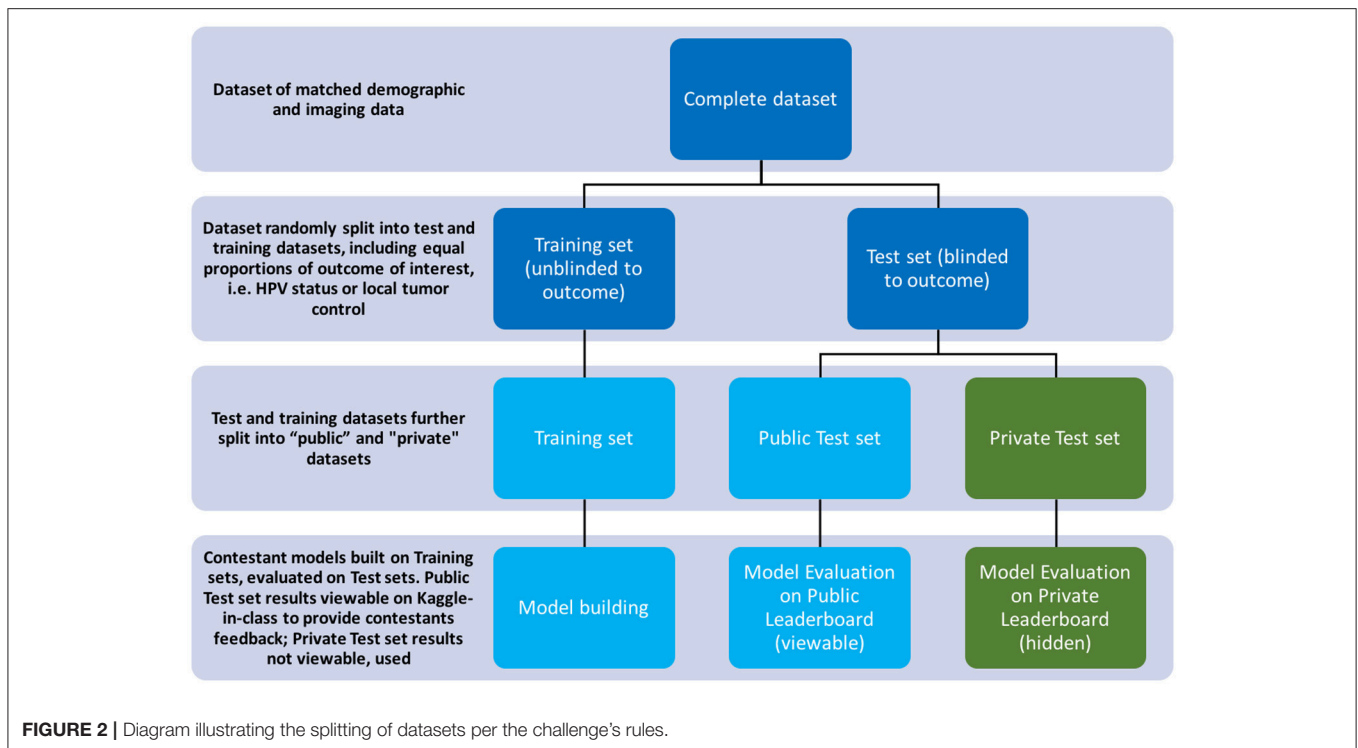 Dataset of matched demographic
and imaging data
Complete dataset
Dataset randomly split into test and
training datasets, including equal
proportions of outcome of interest,
i.e. HPV status or local tumor
control
Training set
(unblinded to
outcome)
Test set (blinded
to outcome)
Test and training datasets further
split into “public” and "private"
datasets
Training set
Public Test set
Private Test set
Contestant models built on Training
sets, evaluated on Test sets. Public
Test set results viewable on Kaggle-
in-class to provide contestants
feedback; Private Test set results
not viewable, used
Model building
Model Evaluation
on Public
Leaderboard
(viewable)
Model Evaluation
on Private
Leaderboard
(hidden)
FIGURE 2 | Diagram illustrating the splitting of datasets per the challenge’s rules.